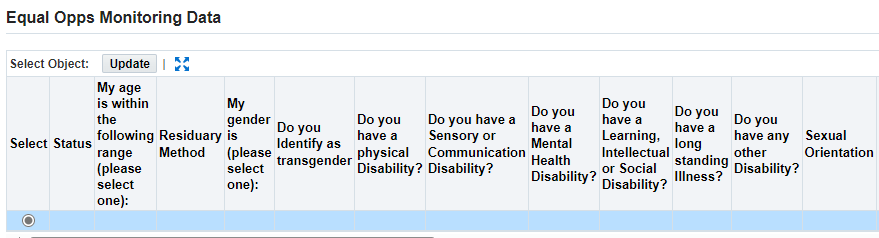 Equal Opps Monitoring Data
Select Object: Update |
Select
Status
My age
is within
the
following
range
(please
select
one):
Residuary
Method
My
gender
is
(please
select
one):
Do you
Identify as
transgender
Do you
have a
physical
Disability?
Do you have a
Sensory or
Communication
Disability?
Do you
have a
Mental
Health
Disability?
Do you
have a
Learning,
Intellectual
or Social
Disability?
Do you
have a
long
standing
Illness?
Do you
have any
other
Disability?
Sexual
Orientation